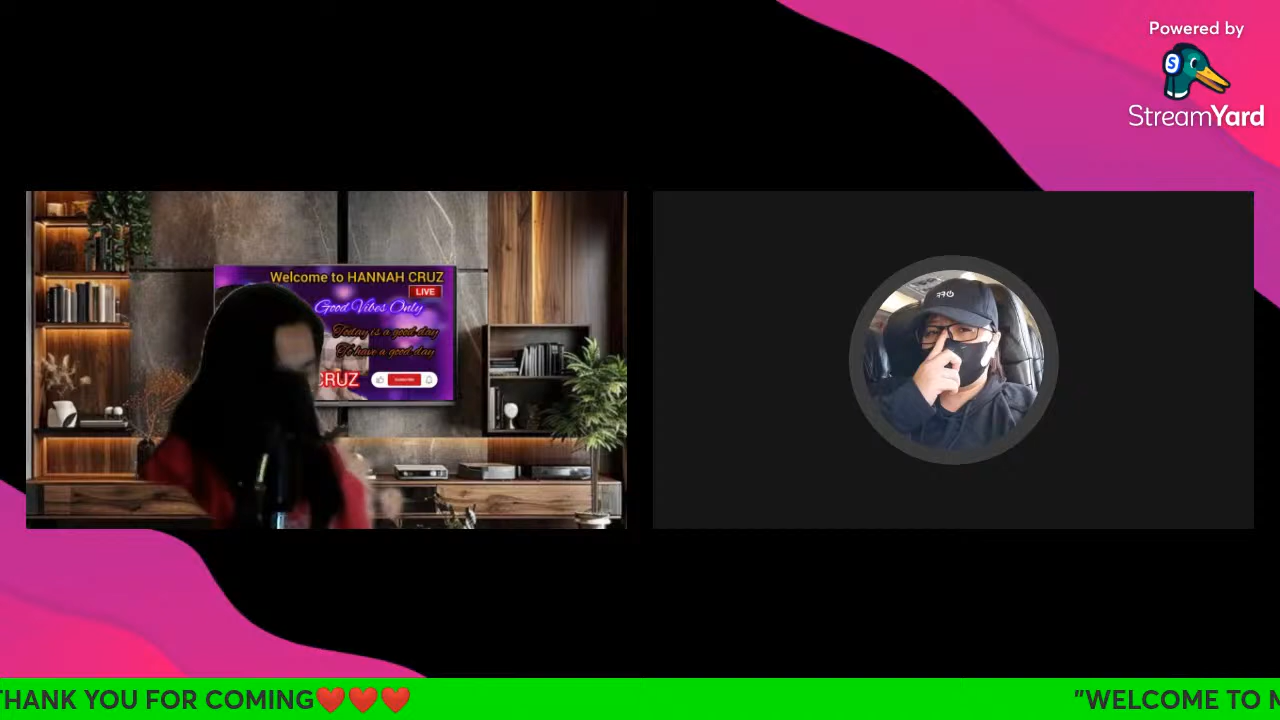 Powered by
StreamYard
Welcome to HANNAH CRUZ
LIVE
Good Vibes Only
Today is a good day
To have a good day
CRUZ
THANK YOU FOR COMING❤️❤️❤️
"WELCOME TO M